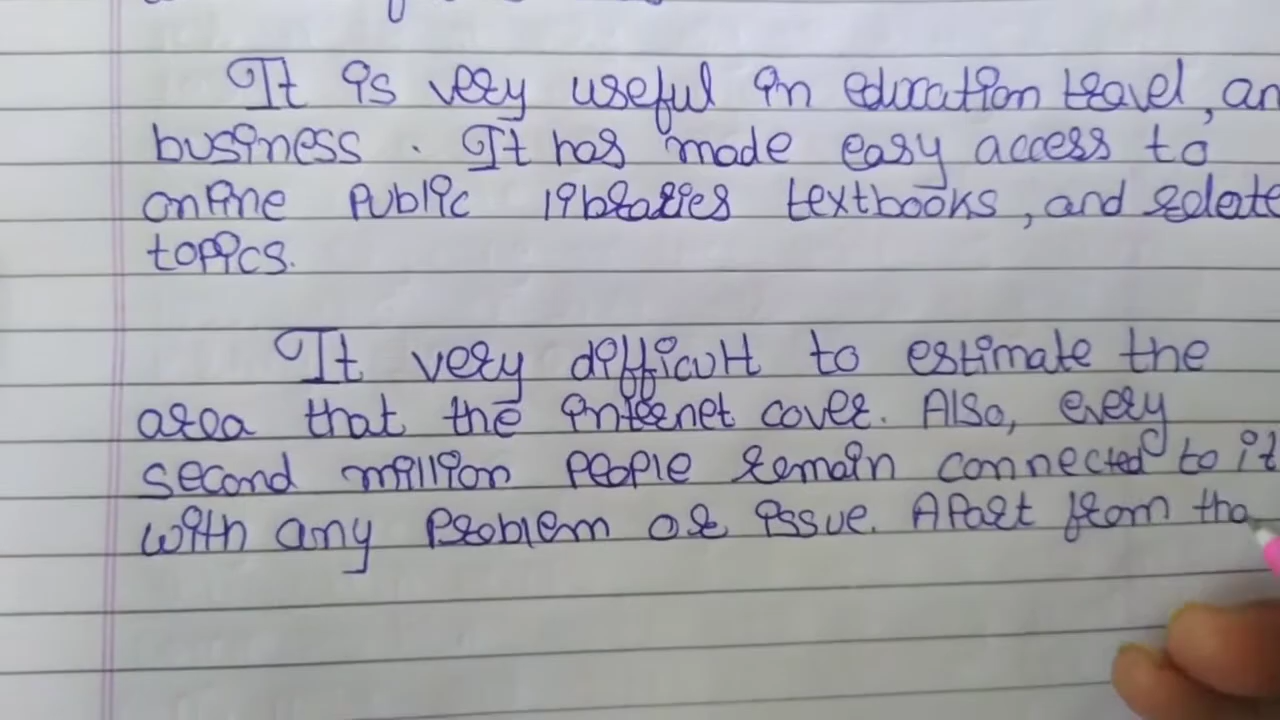 It is very useful in education travel, an
business. It has made easy access to
online public libraries textbooks, and relate
topics.
It very difficult to estimate the
area that the internet cover. Also, every
second million people remain connected to it
with any problem or issue. Apart from tha